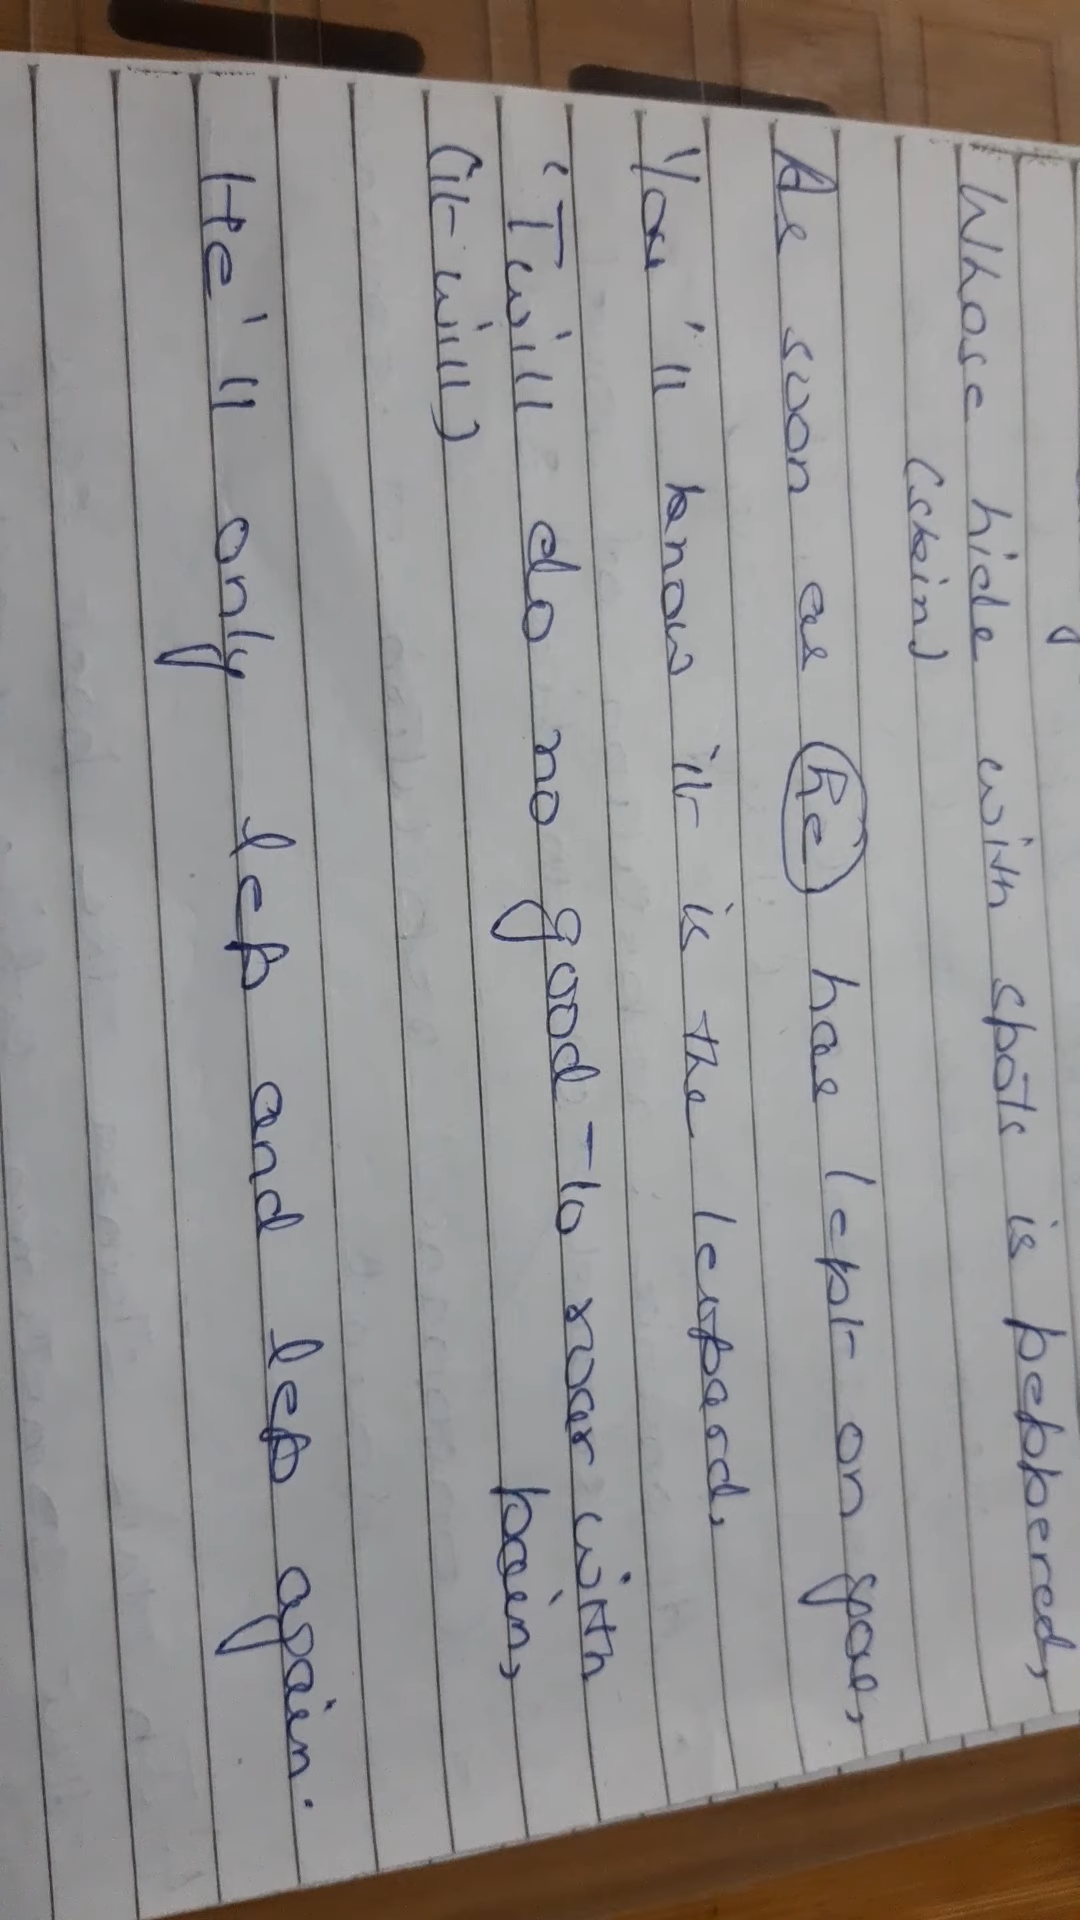 Whose hide with spots is peppered,
(skin)
As soon as he has lept on you,
You'll know it is the leopard.
'Twill do no good to roar with
pain,
(it will)
He'll only lep and lep again.